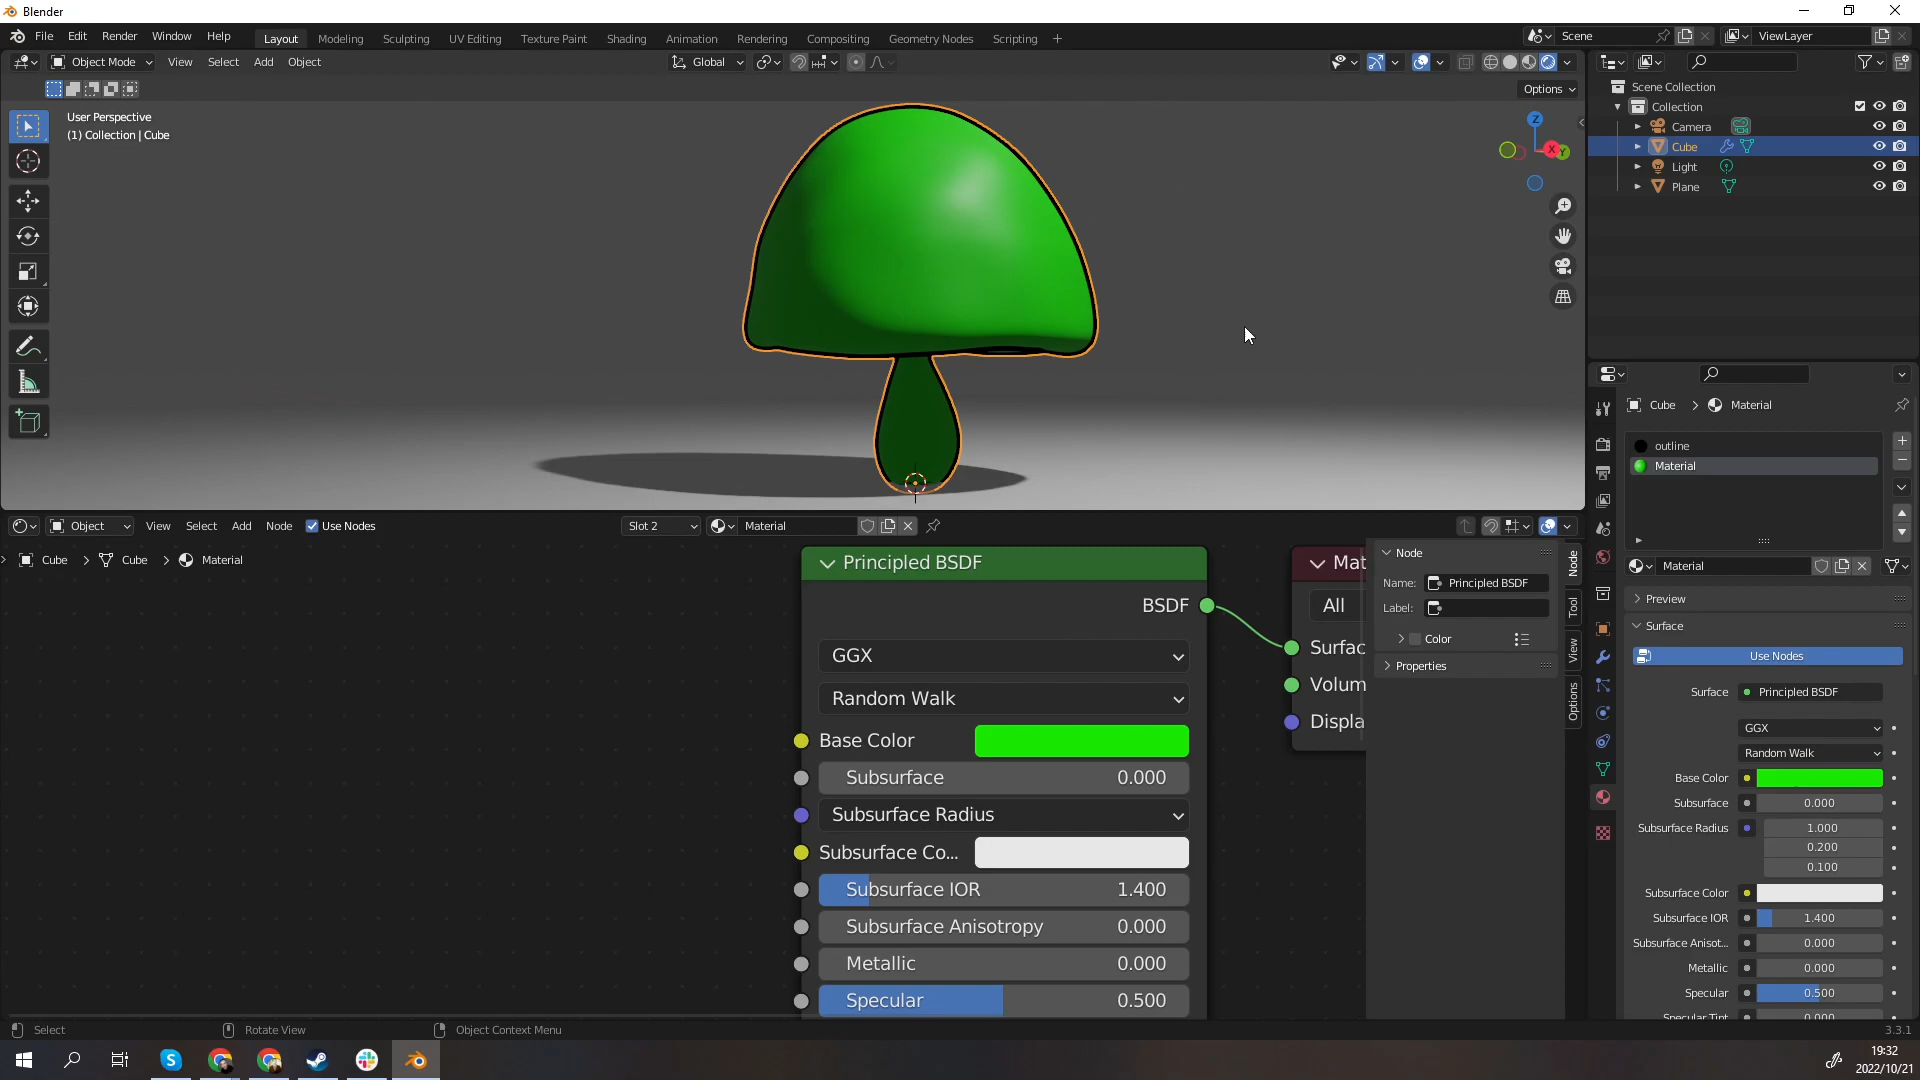 Blender
File Edit Render Window Help Layout Modeling Sculpting UV Editing Texture Paint Shading Animation Rendering Compositing Geometry Nodes Scripting + Scene ViewLayer
Object Mode View Select Add Object Global
Options
User Perspective
(1) Collection | Cube
Z
X
Y
Scene Collection
Collection
Camera
Cube
Light
Plane
Cube > Material
outline
Material
Material
Preview
Surface
Use Nodes
Surface Principled BSDF
GGX
Random Walk
Base Color
Subsurface 0.000
Subsurface Radius 1.000
0.200
0.100
Subsurface Color
Subsurface IOR 1.400
Subsurface Anisot... 0.000
Metallic 0.000
Specular 0.500
Specular Tint 0.000
Object View Select Add Node Use Nodes Slot 2 Material
Cube > Cube > Material
Principled BSDF
BSDF
GGX
Random Walk
Base Color
Subsurface 0.000
Subsurface Radius
Subsurface Co...
Subsurface IOR 1.400
Subsurface Anisotropy 0.000
Metallic 0.000
Specular 0.500
Mat
All
Surfac
Volum
Displa
Node
Name: Principled BSDF
Label:
Color
Properties
Node
Tool
View
Options
Select Rotate View Object Context Menu 3.3.1
19:32
2022/10/21